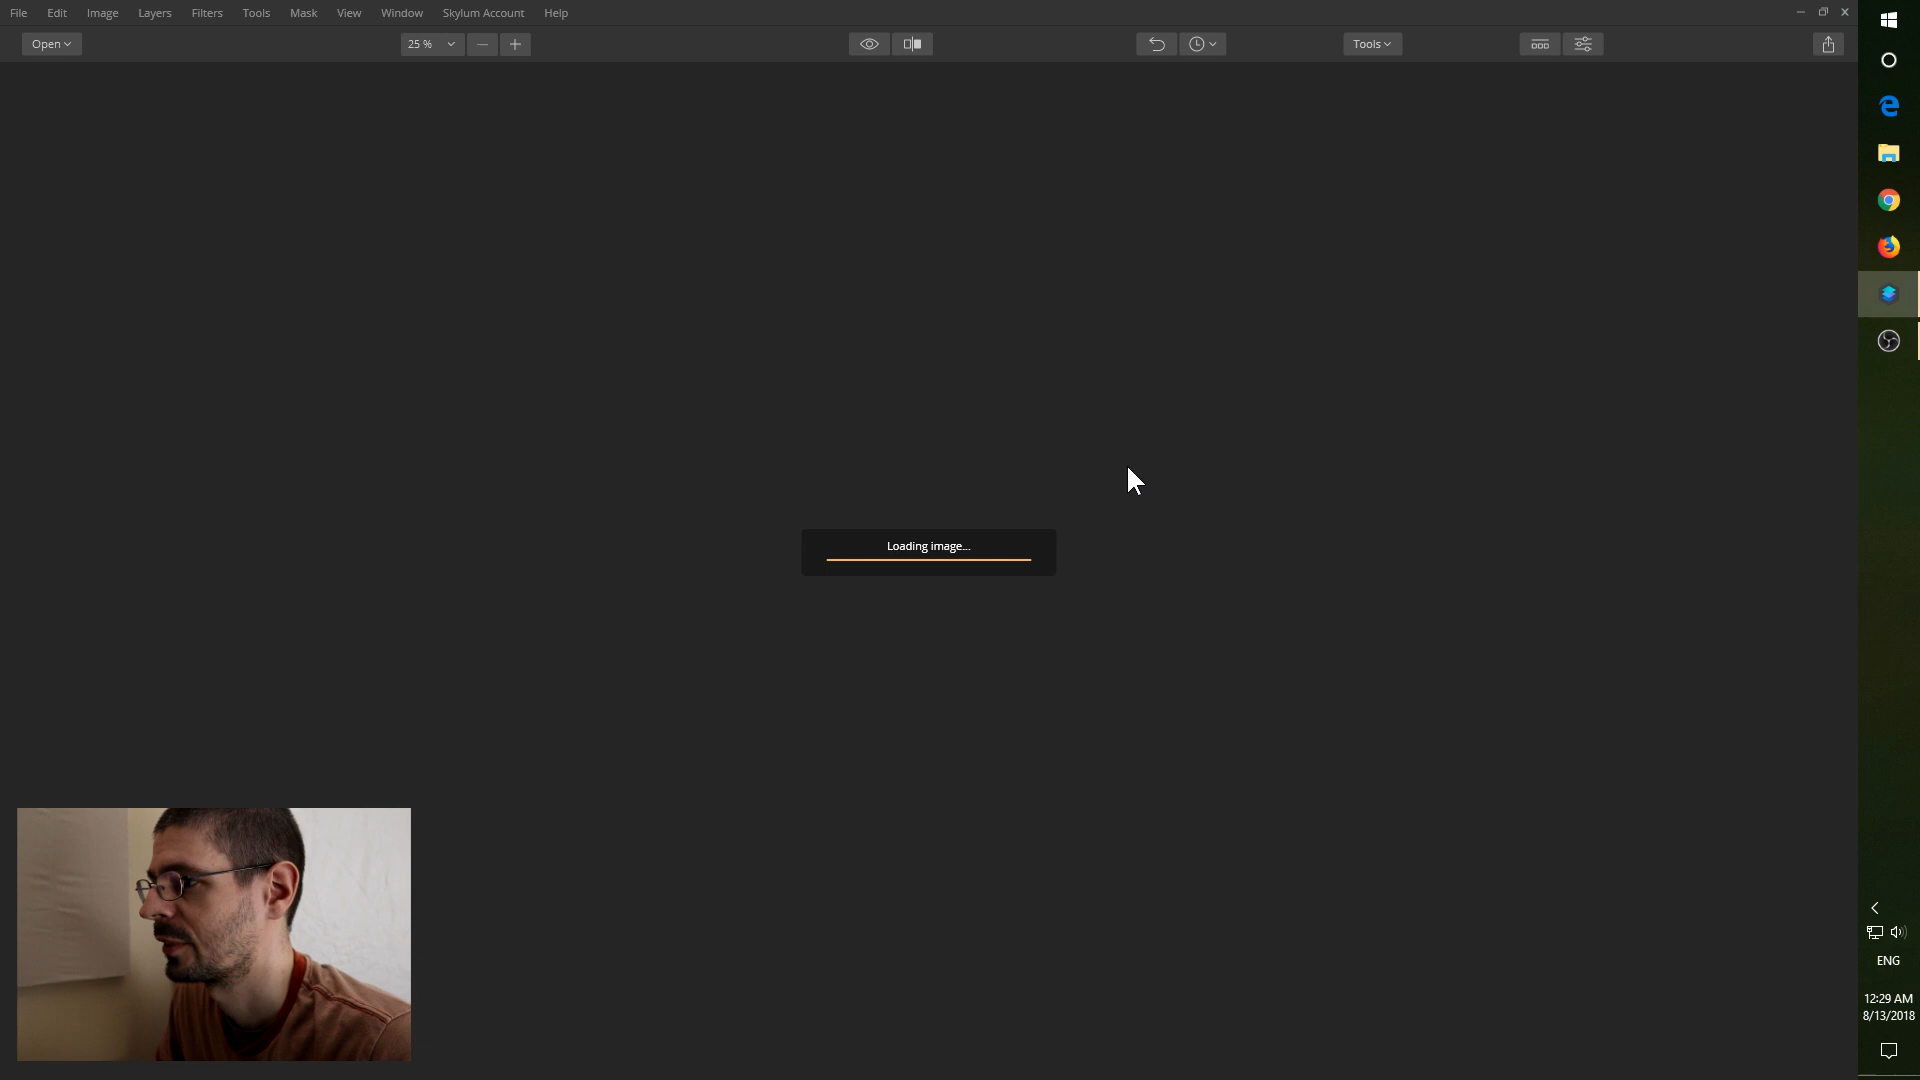 File Edit Image Layers Filters Tools Mask View Window Skylum Account Help
Open 25 % Tools
Loading image...
ENG
12:29 AM
8/13/2018